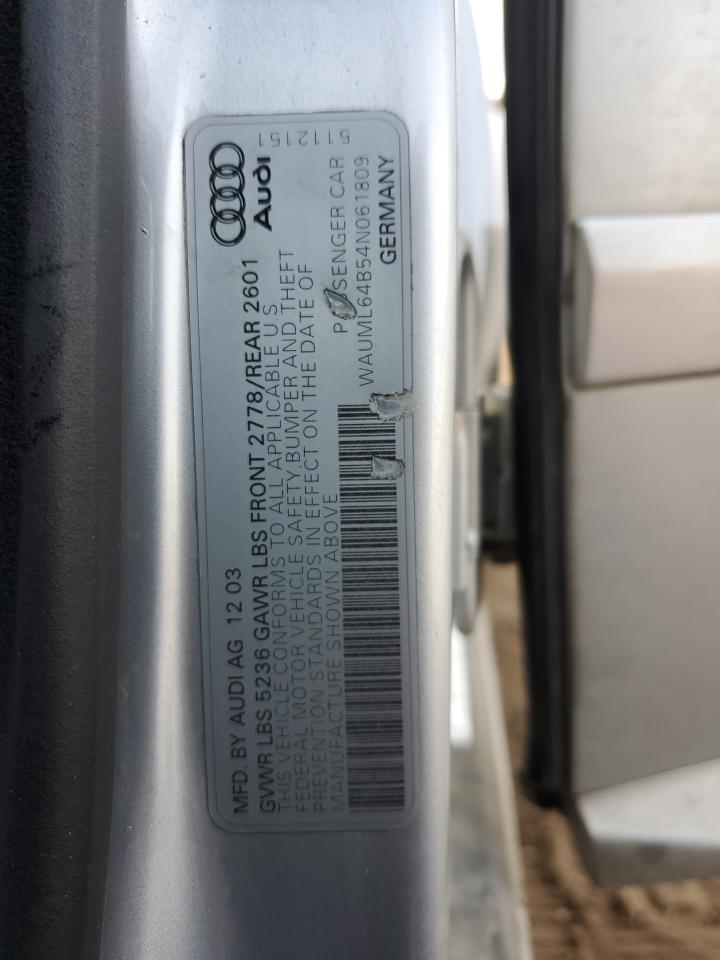 MFD. BY AUDI AG 12 03
Audi
GVWR LBS 5236 GAWR LBS FRONT 2778/REAR 2601
5112151
THIS VEHICLE CONFORMS TO ALL APPLICABLE U S
FEDERAL MOTOR VEHICLE SAFETY,BUMPER AND THEFT
PREVENTION STANDARDS IN EFFECT ON THE DATE OF
MANUFACTURE SHOWN ABOVE
PASSENGER CAR
WAUML64B54N061809
GERMANY